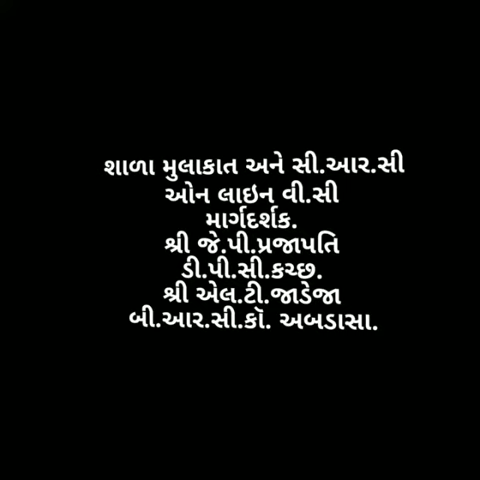 શાળા મુલાકાત અને સી.આર.સી
ઓન લાઇન વી.સી
માર્ગદર્શક.
શ્રી જે.પી.પ્રજાપતિ
ડી.પી.સી.કચ્છ.
શ્રી એલ.ટી.જાડેજા
બી.આર.સી.કૉ. અબડાસા.